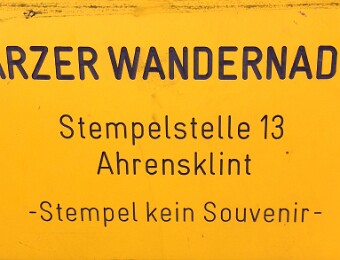 ARZER WANDERNAD
Stempelstelle 13
Ahrensklint
-Stempel kein Souvenir-